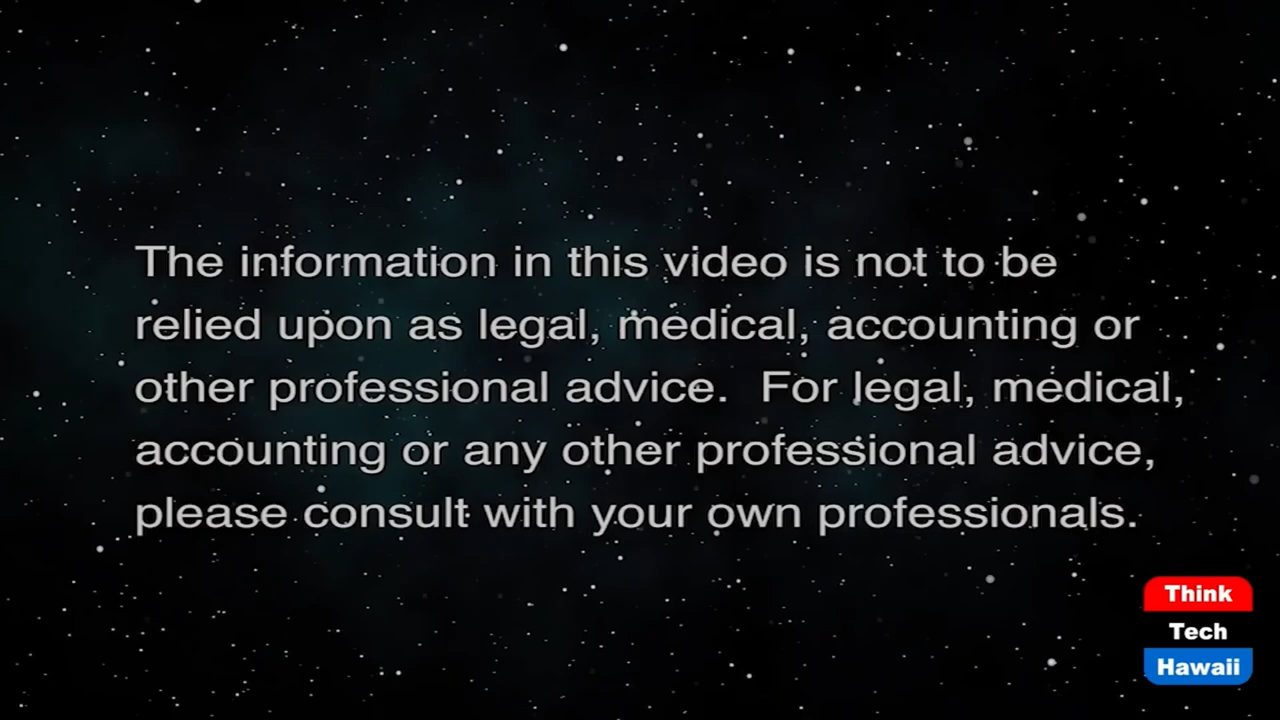 The information in this video is not to be
relied upon as legal, medical, accounting or
other professional advice.  For legal, medical,
accounting or any other professional advice,
please consult with your own professionals.
Think
Tech
Hawaii